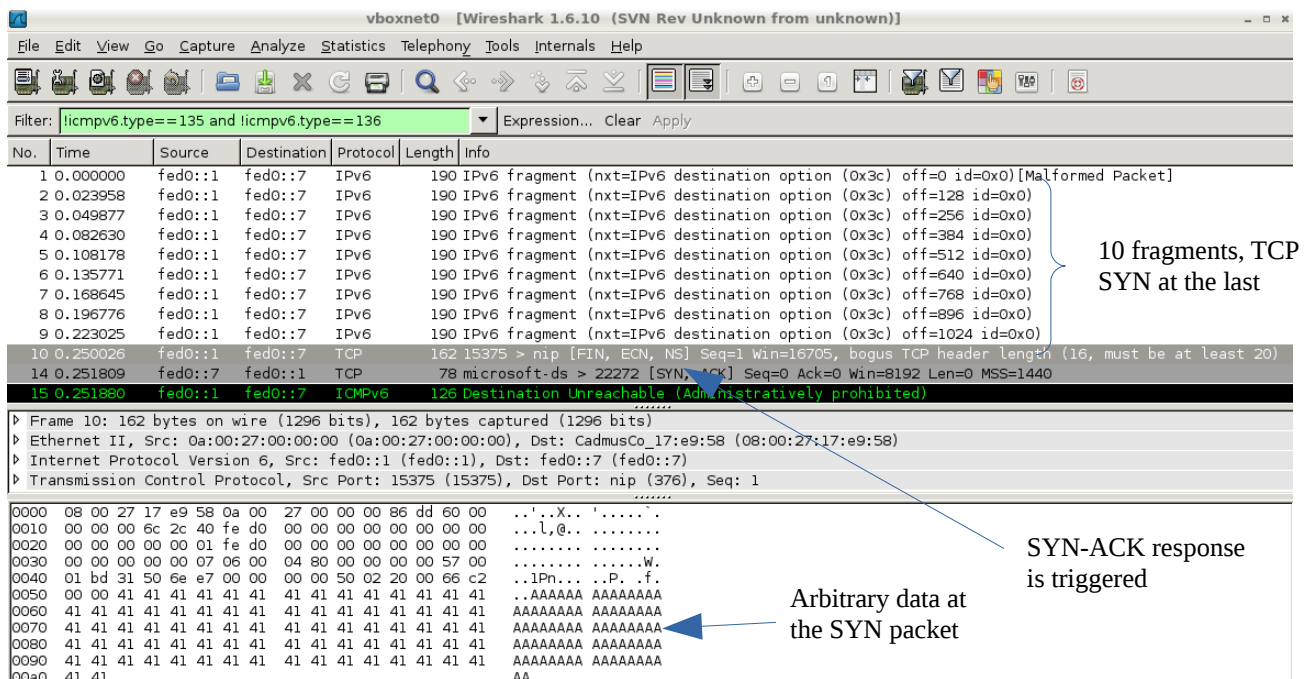 vboxnet0 [Wireshark 1.6.10 (SVN Rev Unknown from unknown)]
File Edit View Go Capture Analyze Statistics Telephony Tools Internals Help
Filter: !icmpv6.type==135 and !icmpv6.type==136 Expression... Clear Apply
No. Time Source Destination Protocol Length Info
1 0.000000 fed0::1 fed0::7 IPv6 190 IPv6 fragment (nxt=IPv6 destination option (0x3c) off=0 id=0x0)[Malformed Packet]
2 0.023958 fed0::1 fed0::7 IPv6 190 IPv6 fragment (nxt=IPv6 destination option (0x3c) off=128 id=0x0)
3 0.049877 fed0::1 fed0::7 IPv6 190 IPv6 fragment (nxt=IPv6 destination option (0x3c) off=256 id=0x0)
4 0.082630 fed0::1 fed0::7 IPv6 190 IPv6 fragment (nxt=IPv6 destination option (0x3c) off=384 id=0x0)
5 0.108178 fed0::1 fed0::7 IPv6 190 IPv6 fragment (nxt=IPv6 destination option (0x3c) off=512 id=0x0)
6 0.135771 fed0::1 fed0::7 IPv6 190 IPv6 fragment (nxt=IPv6 destination option (0x3c) off=640 id=0x0)
7 0.168645 fed0::1 fed0::7 IPv6 190 IPv6 fragment (nxt=IPv6 destination option (0x3c) off=768 id=0x0)
8 0.196776 fed0::1 fed0::7 IPv6 190 IPv6 fragment (nxt=IPv6 destination option (0x3c) off=896 id=0x0)
9 0.223025 fed0::1 fed0::7 IPv6 190 IPv6 fragment (nxt=IPv6 destination option (0x3c) off=1024 id=0x0)
10 0.250026 fed0::1 fed0::7 TCP 162 15375 > nip [FIN, ECN, NS] Seq=1 Win=16705, bogus TCP header length (16, must be at least 20)
14 0.251809 fed0::7 fed0::1 TCP 78 microsoft-ds > 22272 [SYN, ACK] Seq=0 Ack=0 Win=8192 Len=0 MSS=1440
15 0.251880 fed0::1 fed0::7 ICMPv6 126 Destination Unreachable (Administratively prohibited)
10 fragments, TCP
SYN at the last
Frame 10: 162 bytes on wire (1296 bits), 162 bytes captured (1296 bits)
Ethernet II, Src: 0a:00:27:00:00:00 (0a:00:27:00:00:00), Dst: CadmusCo_17:e9:58 (08:00:27:17:e9:58)
Internet Protocol Version 6, Src: fed0::1 (fed0::1), Dst: fed0::7 (fed0::7)
Transmission Control Protocol, Src Port: 15375 (15375), Dst Port: nip (376), Seq: 1
0000 08 00 27 17 e9 58 0a 00 27 00 00 00 86 dd 60 00 ..'..X.. '.....`.
0010 00 00 00 6c 2c 40 fe d0 00 00 00 00 00 00 00 00 ...l,@.. ........
0020 00 00 00 00 00 01 fe d0 00 00 00 00 00 00 00 00 ........ ........
0030 00 00 00 00 00 07 06 00 04 80 00 00 00 00 57 00 ........ ......W.
0040 01 bd 31 50 6e e7 00 00 00 00 50 02 20 00 66 c2 ..1Pn... ..P. .f.
0050 00 00 41 41 41 41 41 41 41 41 41 41 41 41 41 41 ..AAAAAA AAAAAAAA
0060 41 41 41 41 41 41 41 41 41 41 41 41 41 41 41 41 AAAAAAAA AAAAAAAA
0070 41 41 41 41 41 41 41 41 41 41 41 41 41 41 41 41 AAAAAAAA AAAAAAAA
0080 41 41 41 41 41 41 41 41 41 41 41 41 41 41 41 41 AAAAAAAA AAAAAAAA
0090 41 41 41 41 41 41 41 41 41 41 41 41 41 41 41 41 AAAAAAAA AAAAAAAA
00a0 41 41 AA
SYN-ACK response
is triggered
Arbitrary data at
the SYN packet